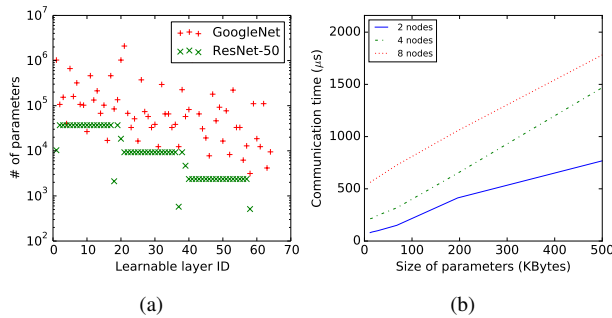 GoogleNet
ResNet-50
10^7
10^6
10^5
10^4
10^3
10^2
# of parameters
0 10 20 30 40 50 60 70
Learnable layer ID
(a)
2 nodes
4 nodes
8 nodes
2000
1500
1000
500
0
Communication time (μs)
0 100 200 300 400 500
Size of parameters (KBytes)
(b)